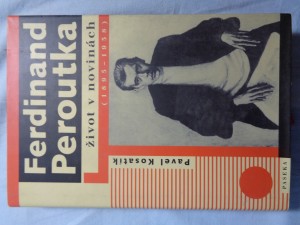 Ferdinand
Peroutka
život v novinách
(1895–1938)
Pavel Kosatík
PASEKA